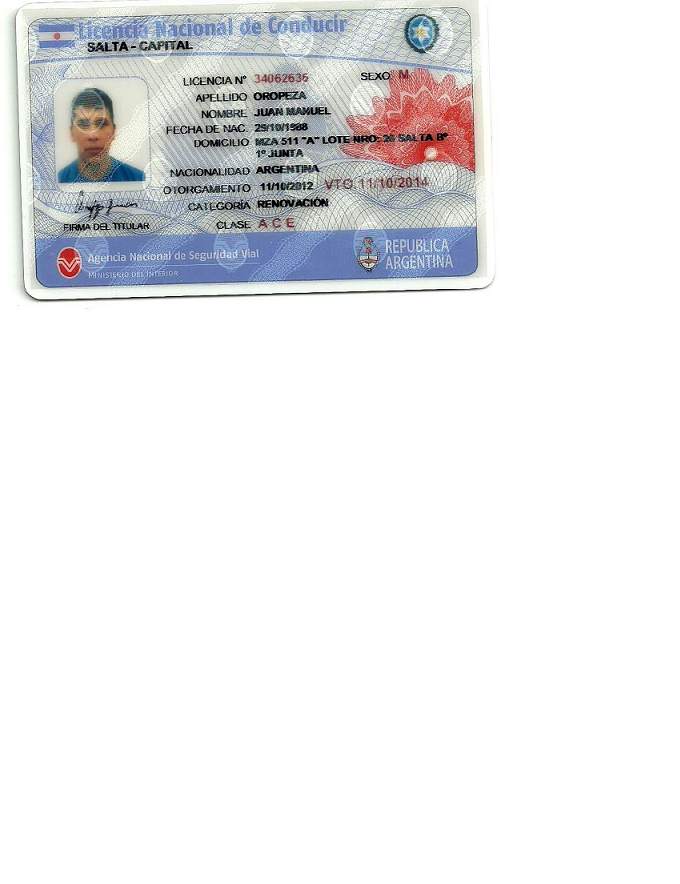 Licencia Nacional de Conducir
SALTA - CAPITAL
LICENCIA Nº 34062636 SEXO M
APELLIDO OROPEZA
NOMBRE JUAN MANUEL
FECHA DE NAC. 29/10/1988
DOMICILIO MZA 511 "A" LOTE NRO: 26 SALTA Bº
1º JUNTA
NACIONALIDAD ARGENTINA
OTORGAMIENTO 11/10/2012 VTO 11/10/2014
CATEGORÍA RENOVACIÓN
FIRMA DEL TITULAR CLASE A C E
Agencia Nacional de Seguridad Vial
MINISTERIO DEL INTERIOR
REPUBLICA
ARGENTINA